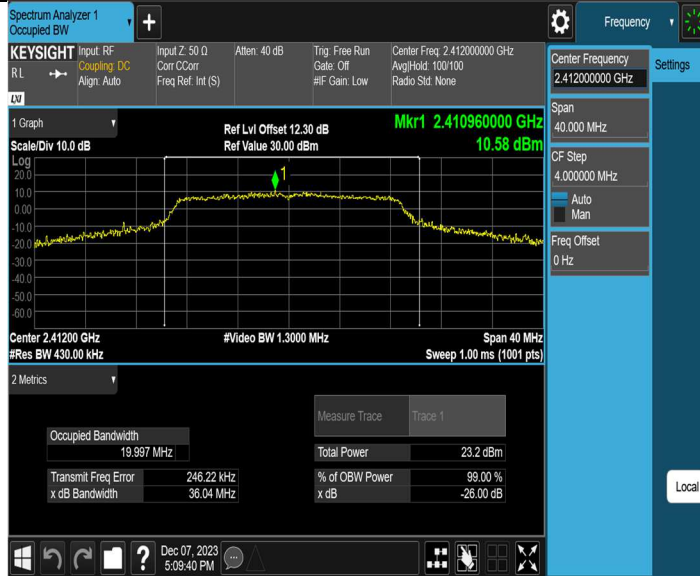 Spectrum Analyzer 1
Occupied BW
+
Frequency
KEYSIGHT
RL
LXI
Input: RF
Coupling: DC
Align: Auto
Input Z: 50 Ω
Corr CCorr
Freq Ref: Int (S)
Atten: 40 dB
Trig: Free Run
Gate: Off
#IF Gain: Low
Center Freq: 2.412000000 GHz
Avg|Hold: 100/100
Radio Std: None
Center Frequency
2.412000000 GHz
Settings
Span
40.000 MHz
CF Step
4.000000 MHz
Auto
Man
Freq Offset
0 Hz
Local
1 Graph
Scale/Div 10.0 dB
Ref Lvl Offset 12.30 dB
Ref Value 30.00 dBm
Mkr1 2.410960000 GHz
10.58 dBm
Log
20.0
10.0
0.00
-10.0
-20.0
-30.0
-40.0
-50.0
-60.0
1
Center 2.41200 GHz
#Video BW 1.3000 MHz
Span 40 MHz
#Res BW 430.00 kHz
Sweep 1.00 ms (1001 pts)
2 Metrics
Measure Trace
Trace 1
Occupied Bandwidth
19.997 MHz
Total Power
23.2 dBm
Transmit Freq Error
246.22 kHz
% of OBW Power
99.00 %
x dB Bandwidth
36.04 MHz
x dB
-26.00 dB
?
Dec 07, 2023
5:09:40 PM